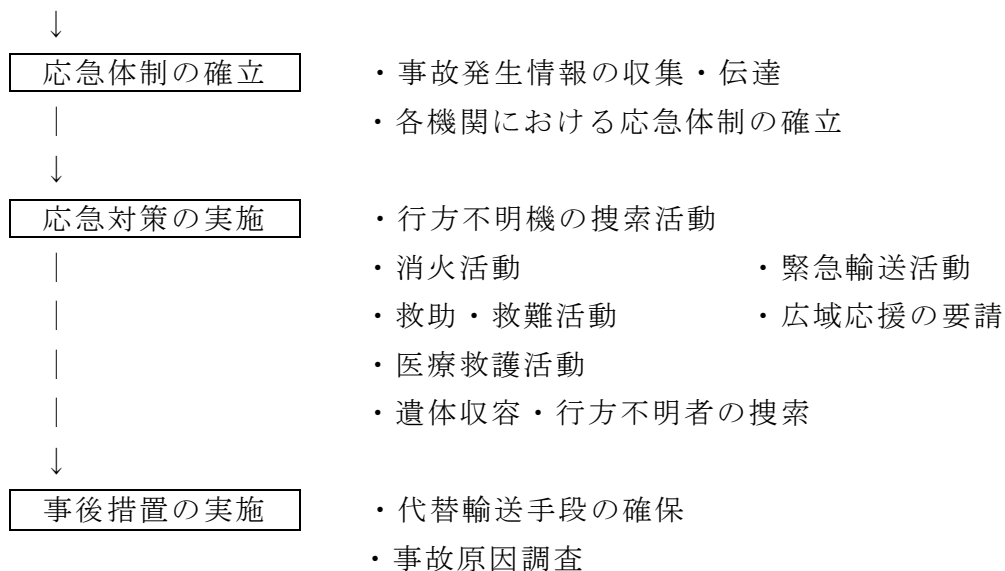 ↓
応急体制の確立 ・事故発生情報の収集・伝達
| ・各機関における応急体制の確立
↓
応急対策の実施 ・行方不明機の捜索活動
| ・消火活動 ・緊急輸送活動
| ・救助・救難活動 ・広域応援の要請
| ・医療救護活動
| ・遺体収容・行方不明者の捜索
↓
事後措置の実施 ・代替輸送手段の確保
・事故原因調査